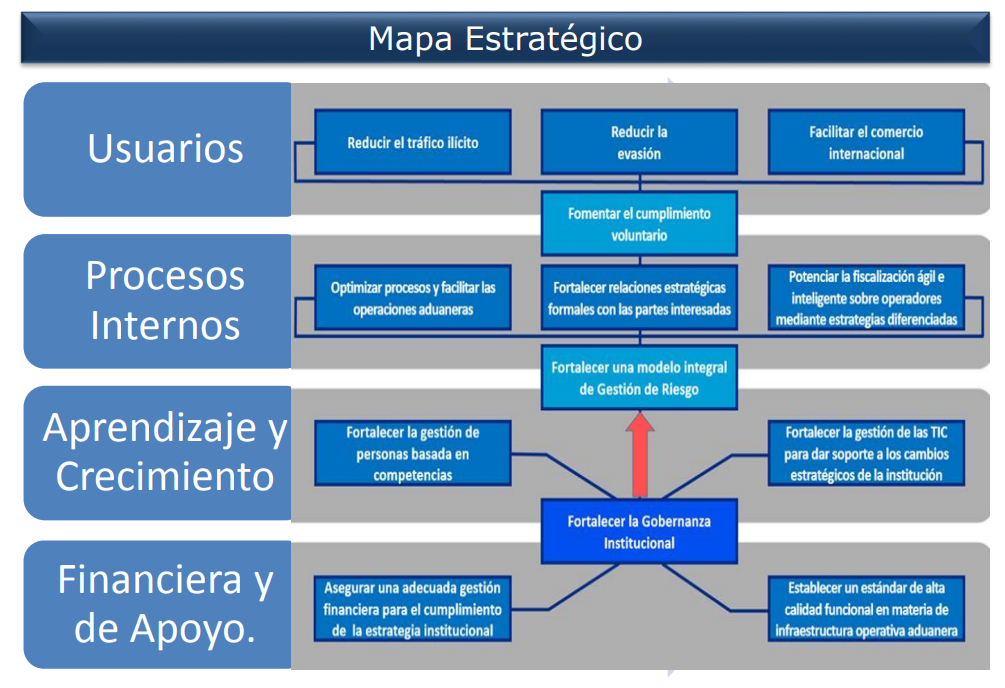 Mapa Estratégico
Usuarios
Reducir el tráfico ilícito
Reducir la
evasión
Facilitar el comercio
internacional
Fomentar el cumplimiento
voluntario
Procesos
Internos
Optimizar procesos y facilitar las
operaciones aduaneras
Fortalecer relaciones estratégicas
formales con las partes interesadas
Potenciar la fiscalización ágil e
inteligente sobre operadores
mediante estrategias diferenciadas
Fortalecer una modelo integral
de Gestión de Riesgo
Aprendizaje y
Crecimiento
Fortalecer la gestión de
personas basada en
competencias
Fortalecer la gestión de las TIC
para dar soporte a los cambios
estratégicos de la institución
Fortalecer la Gobernanza
Institucional
Financiera y
de Apoyo.
Asegurar una adecuada gestión
financiera para el cumplimiento
de la estrategia institucional
Establecer un estándar de alta
calidad funcional en materia de
infraestructura operativa aduanera